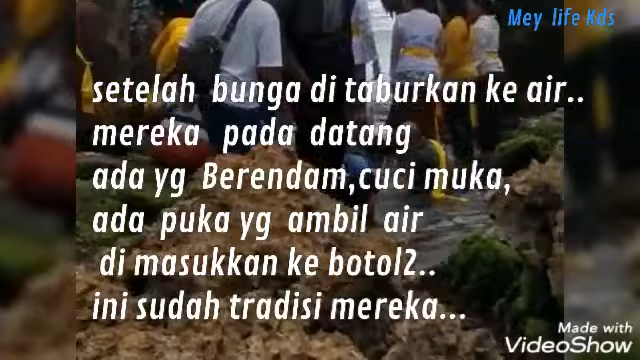 Mey life Kds
setelah bunga di taburkan ke air..
mereka pada datang
ada yg Berendam,cuci muka,
ada puka yg ambil air
di masukkan ke botol2..
ini sudah tradisi mereka...
Made with
VideoShow